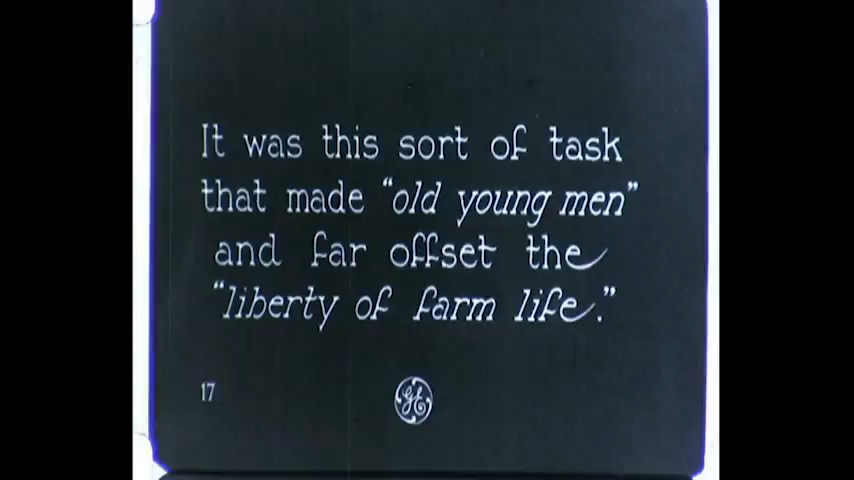 It was this sort of task
that made "old young men"
and far offset the
"liberty of farm life."
17
GE